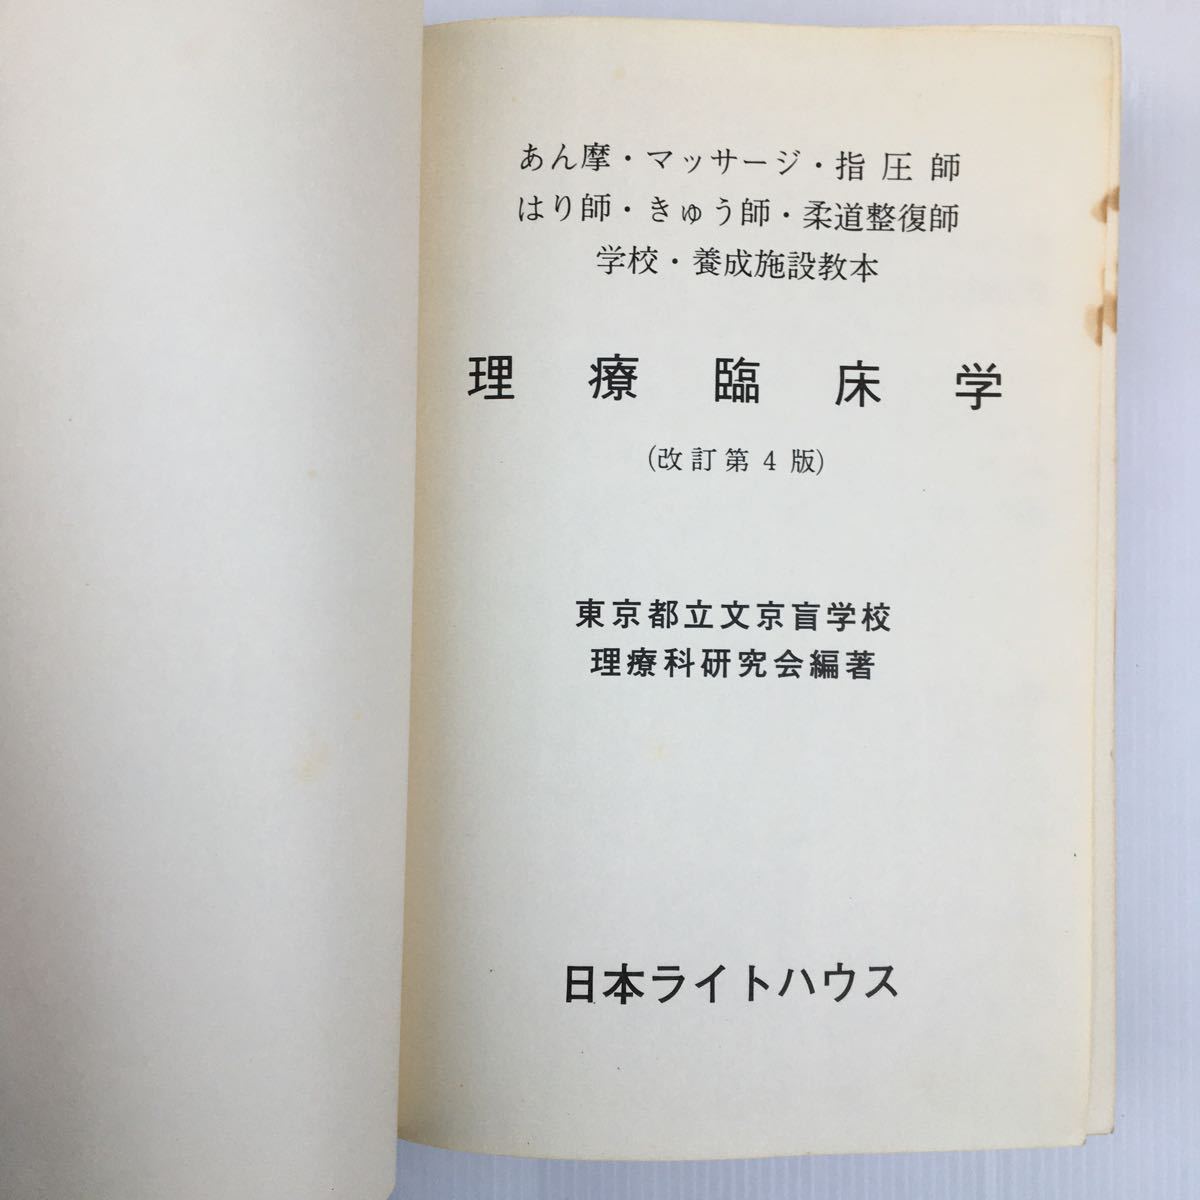 あん摩・マッサージ・指圧師
はり師・きゅう師・柔道整復師
学校・養成施設教本
理療臨床学
(改訂第4版)
東京都立文京盲学校
理療科研究会編著
日本ライトハウス